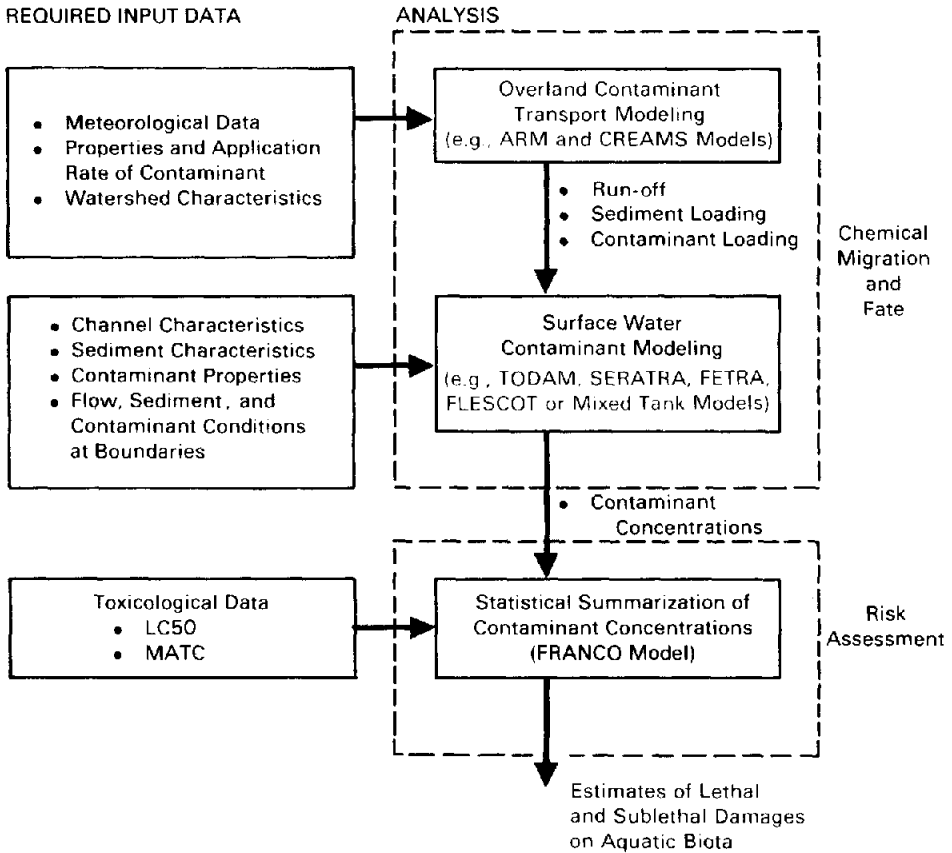 REQUIRED INPUT DATA
ANALYSIS
• Meteorological Data
• Properties and Application
Rate of Contaminant
• Watershed Characteristics
Overland Contaminant
Transport Modeling
(e.g., ARM and CREAMS Models)
• Run-off
• Sediment Loading
• Contaminant Loading
Chemical
Migration
and
Fate
• Channel Characteristics
• Sediment Characteristics
• Contaminant Properties
• Flow, Sediment, and
Contaminant Conditions
at Boundaries
Surface Water
Contaminant Modeling
(e.g., TODAM, SERATRA, FETRA,
FLESCOT or Mixed Tank Models)
• Contaminant
Concentrations
Toxicological Data
• LC50
• MATC
Statistical Summarization of
Contaminant Concentrations
(FRANCO Model)
Risk
Assessment
Estimates of Lethal
and Sublethal Damages
on Aquatic Biota